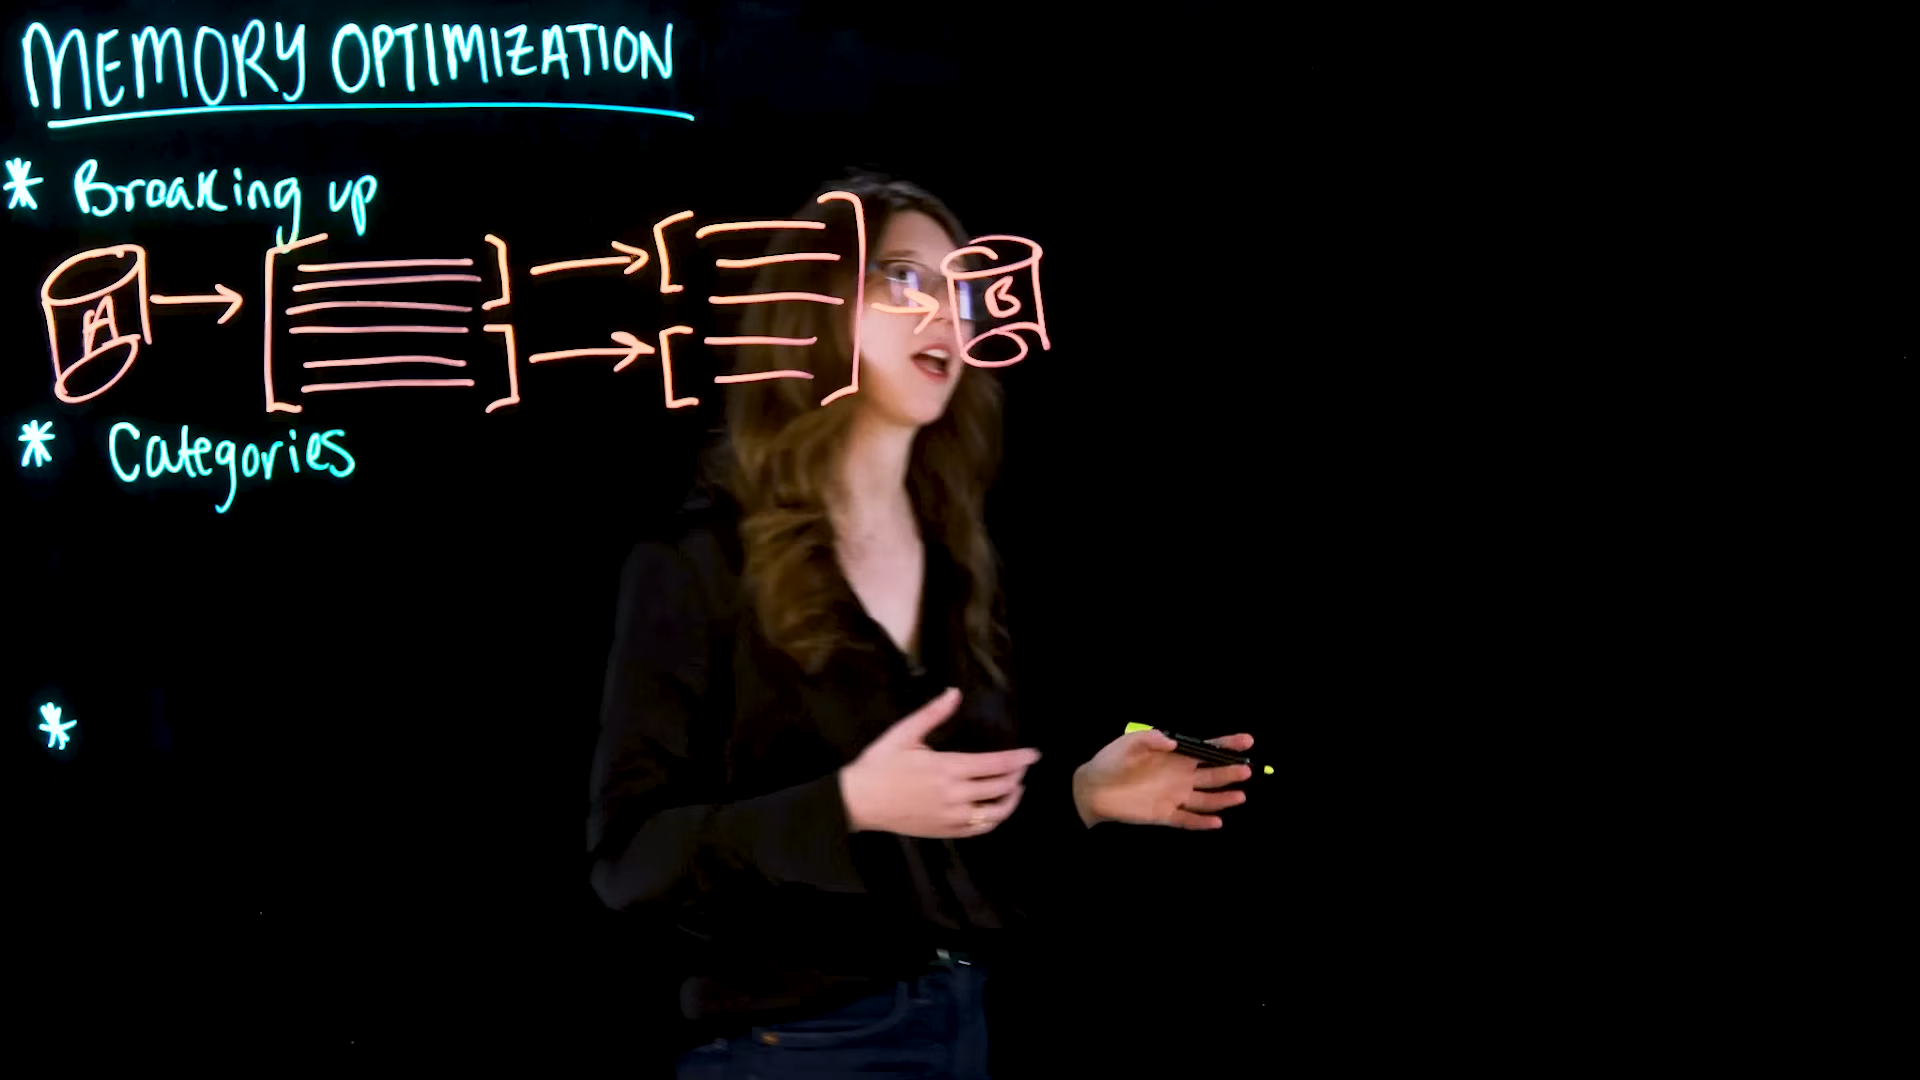 MEMORY OPTIMIZATION
* Breaking up
A
B
* Categories
*